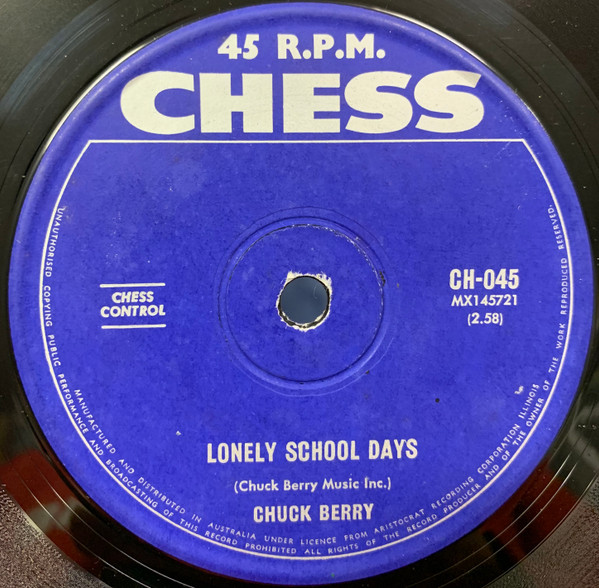 45 R.P.M.
CHESS
CHESS
CONTROL
CH-045
MX145721
(2.58)
LONELY SCHOOL DAYS
(Chuck Berry Music Inc.)
CHUCK BERRY
MANUFACTURED AND DISTRIBUTED IN AUSTRALIA UNDER LICENCE FROM ARISTOCRAT RECORDING CORPORATION ILLINOIS
UNAUTHORISED COPYING PUBLIC PERFORMANCE AND BROADCASTING OF THIS RECORD PROHIBITED ALL RIGHTS OF THE RECORD PRODUCER AND OF THE OWNER OF THE WORK REPRODUCED RESERVED.